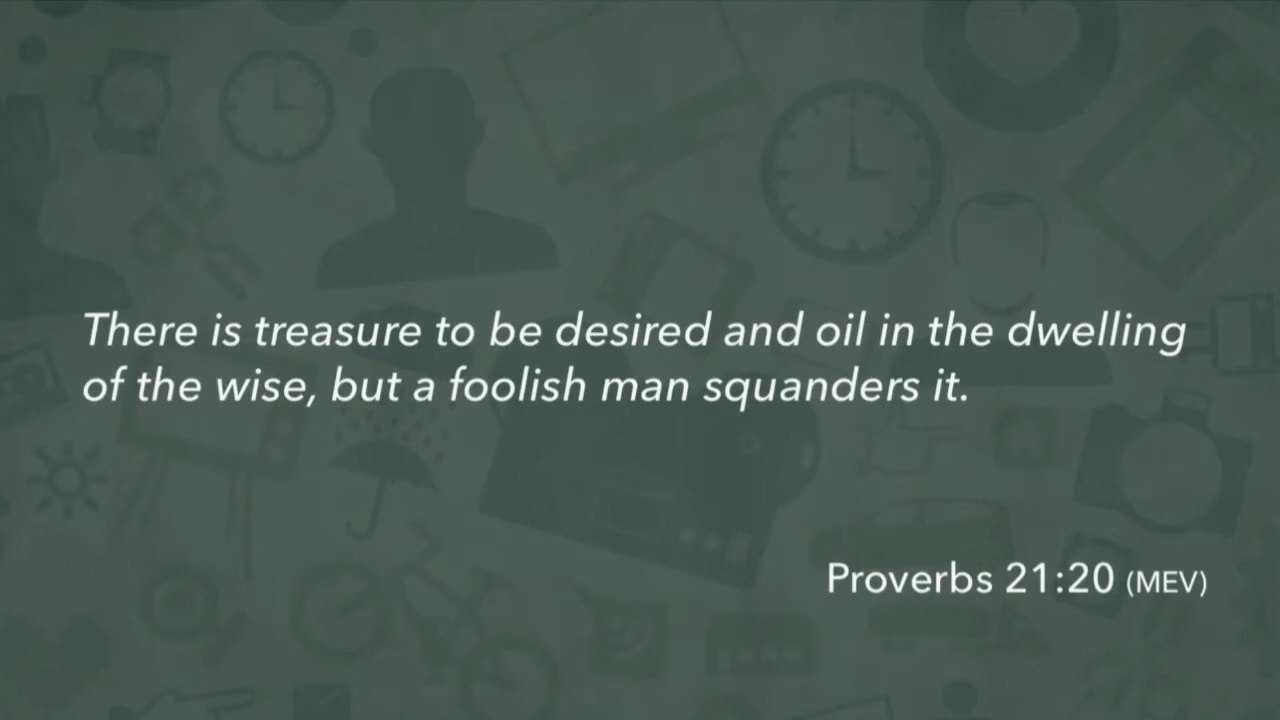 There is treasure to be desired and oil in the dwelling
of the wise, but a foolish man squanders it.
Proverbs 21:20 (MEV)